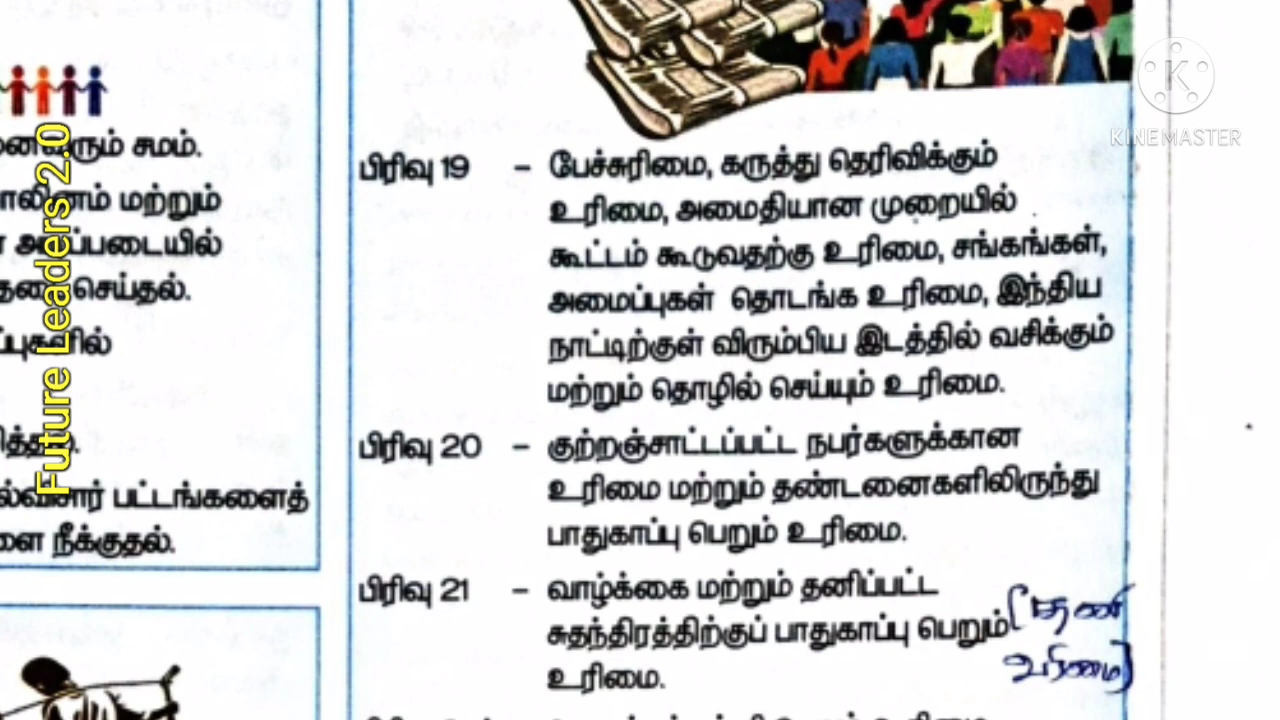 சமம்.
மற்றும்
செய்தல்.
பட்டங்களைத்
நீக்குதல்.
Future Leaders 2.0
KINEMASTER
பிரிவு 19 – பேச்சுரிமை, கருத்து தெரிவிக்கும்
உரிமை, அமைதியான முறையில்
கூட்டம் கூடுவதற்கு உரிமை, சங்கங்கள்,
அமைப்புகள் தொடங்க உரிமை, இந்திய
நாட்டிற்குள் விரும்பிய இடத்தில் வசிக்கும்
மற்றும் தொழில் செய்யும் உரிமை.
பிரிவு 20 – குற்றஞ்சாட்டப்பட்ட நபர்களுக்கான
உரிமை மற்றும் தண்டனைகளிலிருந்து
பாதுகாப்பு பெறும் உரிமை.
பிரிவு 21 – வாழ்க்கை மற்றும் தனிப்பட்ட
சுதந்திரத்திற்குப் பாதுகாப்பு பெறும் (தனி
உரிமை. உரிமை)